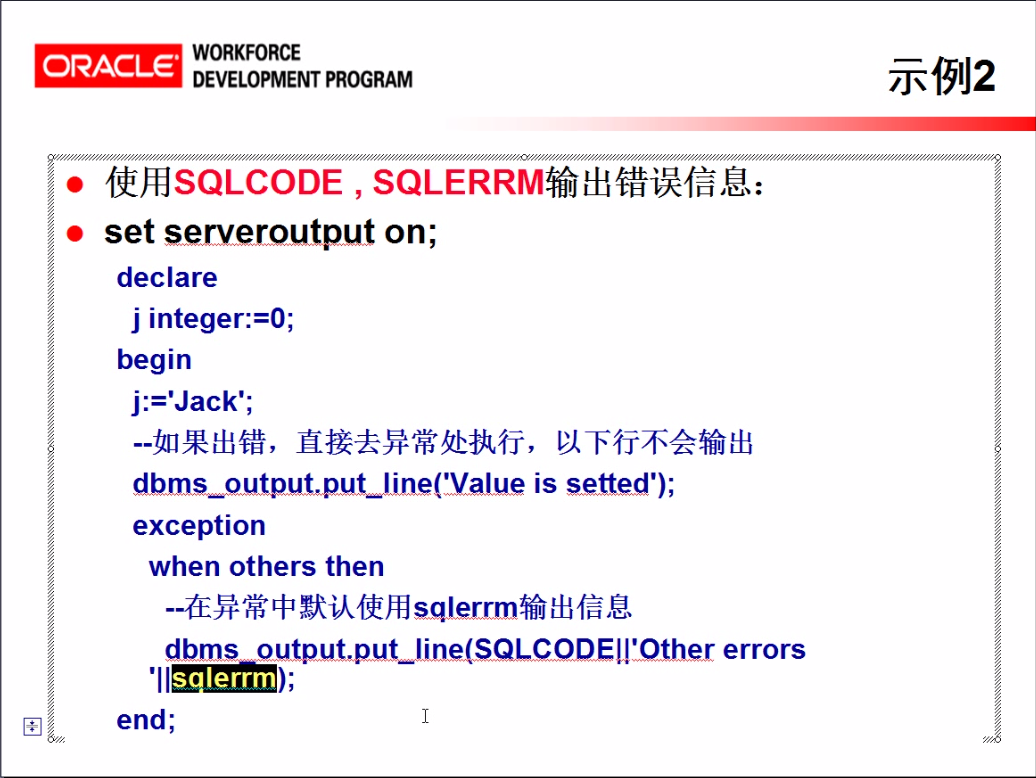 ORACLE WORKFORCE
DEVELOPMENT PROGRAM
示例2
使用SQLCODE , SQLERRM输出错误信息：
set serveroutput on;
declare
j integer:=0;
begin
j:='Jack';
--如果出错，直接去异常处执行，以下行不会输出
dbms_output.put_line('Value is setted');
exception
when others then
--在异常中默认使用sqlerrm输出信息
dbms_output.put_line(SQLCODE||'Other errors
'||sqlerrm);
end;